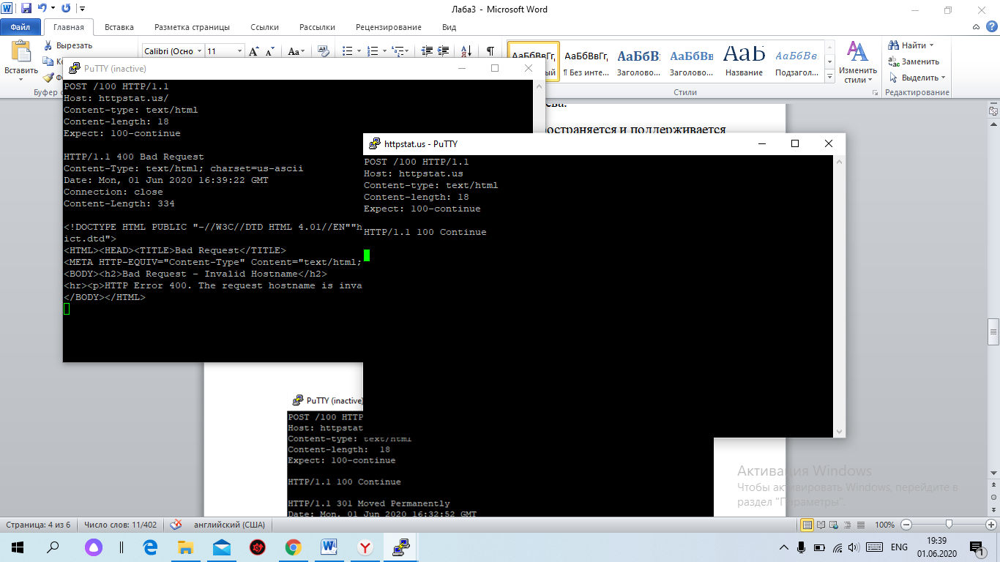 Лаба3 - Microsoft Word
Файл
Главная
Вставка
Разметка страницы
Ссылки
Рассылки
Рецензирование
Вид
Вставить
Вырезать
Calibri (Осно
11
АаБбВвГг,
АаБбВвГг,
АаБбВ
АаБбВв
АаБ
АаБбВв.
¶ Без инте...
Заголово...
Заголово...
Название
Подзагол...
Стили
Изменить
стили
Найти
Заменить
Выделить
Редактирование
PuTTY (inactive)
POST /100 HTTP/1.1
Host: httpstat.us/
Content-type: text/html
Content-length: 18
Expect: 100-continue
HTTP/1.1 400 Bad Request
Content-Type: text/html; charset=us-ascii
Date: Mon, 01 Jun 2020 16:39:22 GMT
Connection: close
Content-Length: 334
<!DOCTYPE HTML PUBLIC "-//W3C//DTD HTML 4.01//EN""h
ict.dtd">
<HTML><HEAD><TITLE>Bad Request</TITLE>
<META HTTP-EQUIV="Content-Type" Content="text/html;
<BODY><h2>Bad Request - Invalid Hostname</h2>
<hr><p>HTTP Error 400. The request hostname is inva
</BODY></HTML>
остраняется и поддерживается
httpstat.us - PuTTY
POST /100 HTTP/1.1
Host: httpstat.us
Content-type: text/html
Content-length: 18
Expect: 100-continue
HTTP/1.1 100 Continue
PuTTY (inactive)
POST /100 HTTP
Host: httpstat
Content-type: text/html
Content-length:  18
Expect: 100-continue
HTTP/1.1 100 Continue
HTTP/1.1 301 Moved Permanently
Date: Mon, 01 Jun 2020 16:32:52 GMT
Активация Windows
Чтобы активировать Windows, перейдите в
раздел "Параметры".
Страница: 4 из 6
Число слов: 11/402
английский (США)
100%
ENG
19:39
01.06.2020
1